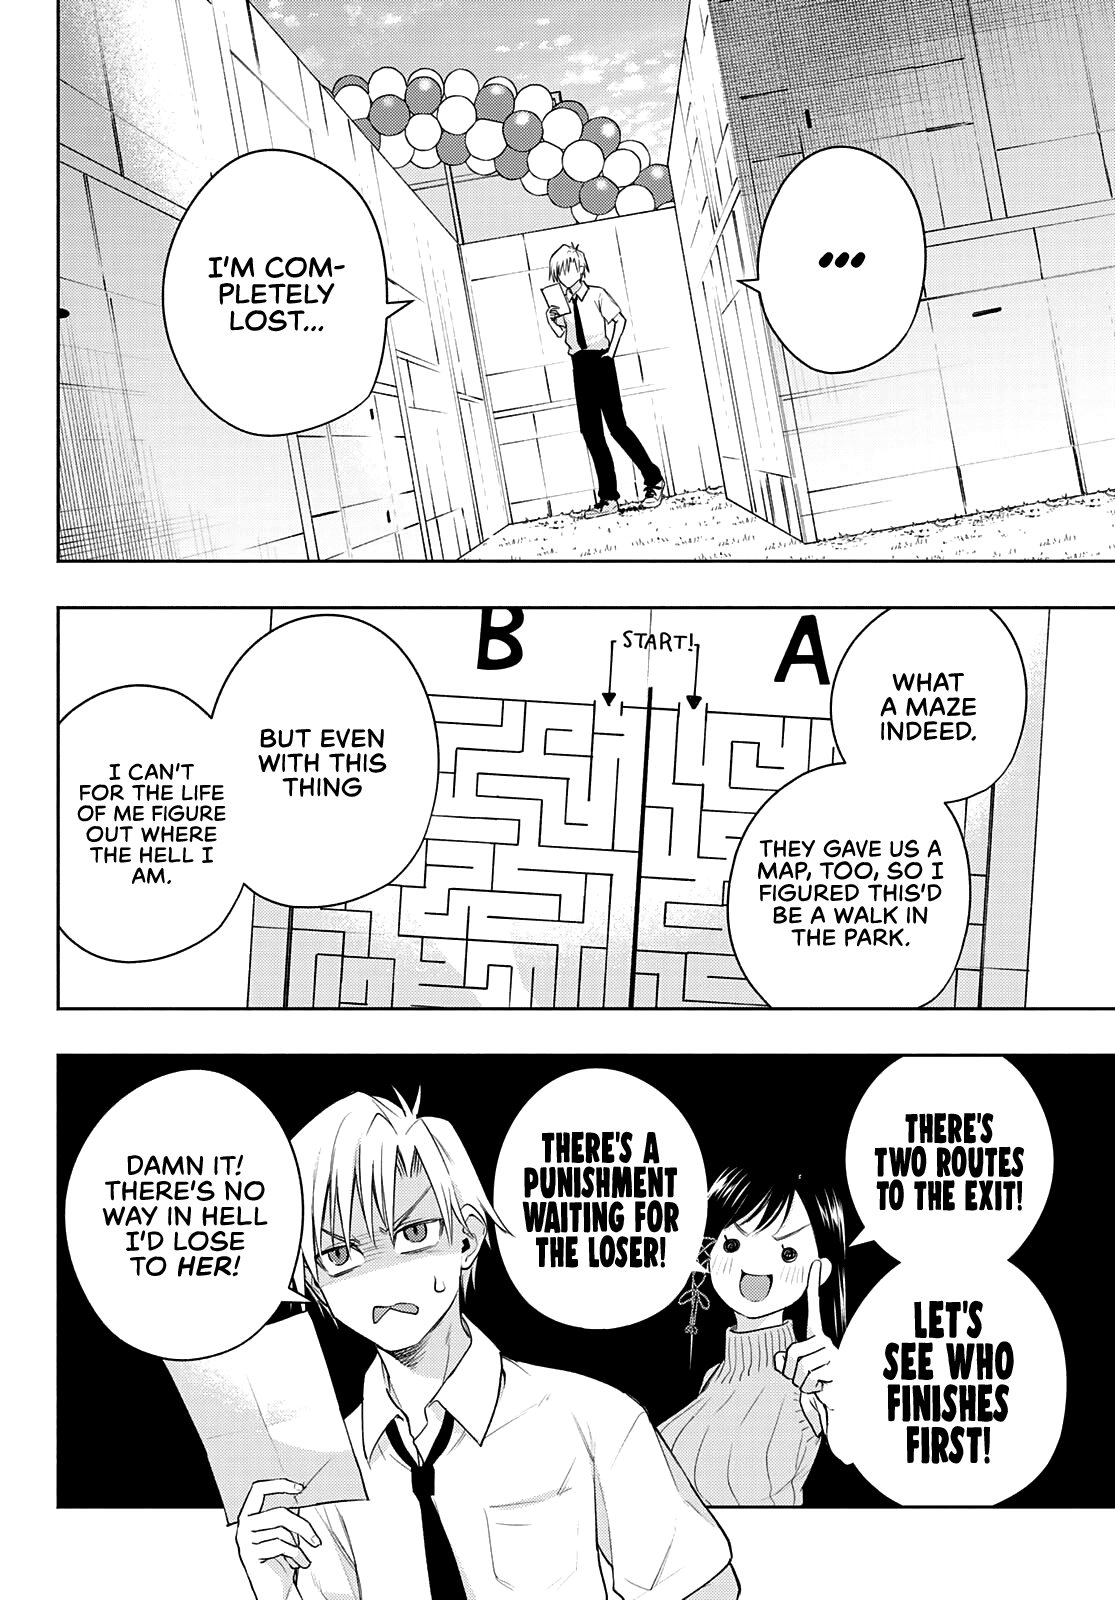 ...
I'M COM-
PLETELY
LOST...
WHAT
A MAZE
INDEED.
THEY GAVE US A
MAP, TOO, SO I
FIGURED THIS'D
BE A WALK IN
THE PARK.
A
START!
B
BUT EVEN
WITH THIS
THING
I CAN'T
FOR THE LIFE
OF ME FIGURE
OUT WHERE
THE HELL I
AM.
THERE'S
TWO ROUTES
TO THE EXIT!
LET'S
SEE WHO
FINISHES
FIRST!
THERE'S A
PUNISHMENT
WAITING FOR
THE LOSER!
DAMN IT!
THERE'S NO
WAY IN HELL
I'D LOSE
TO HER!